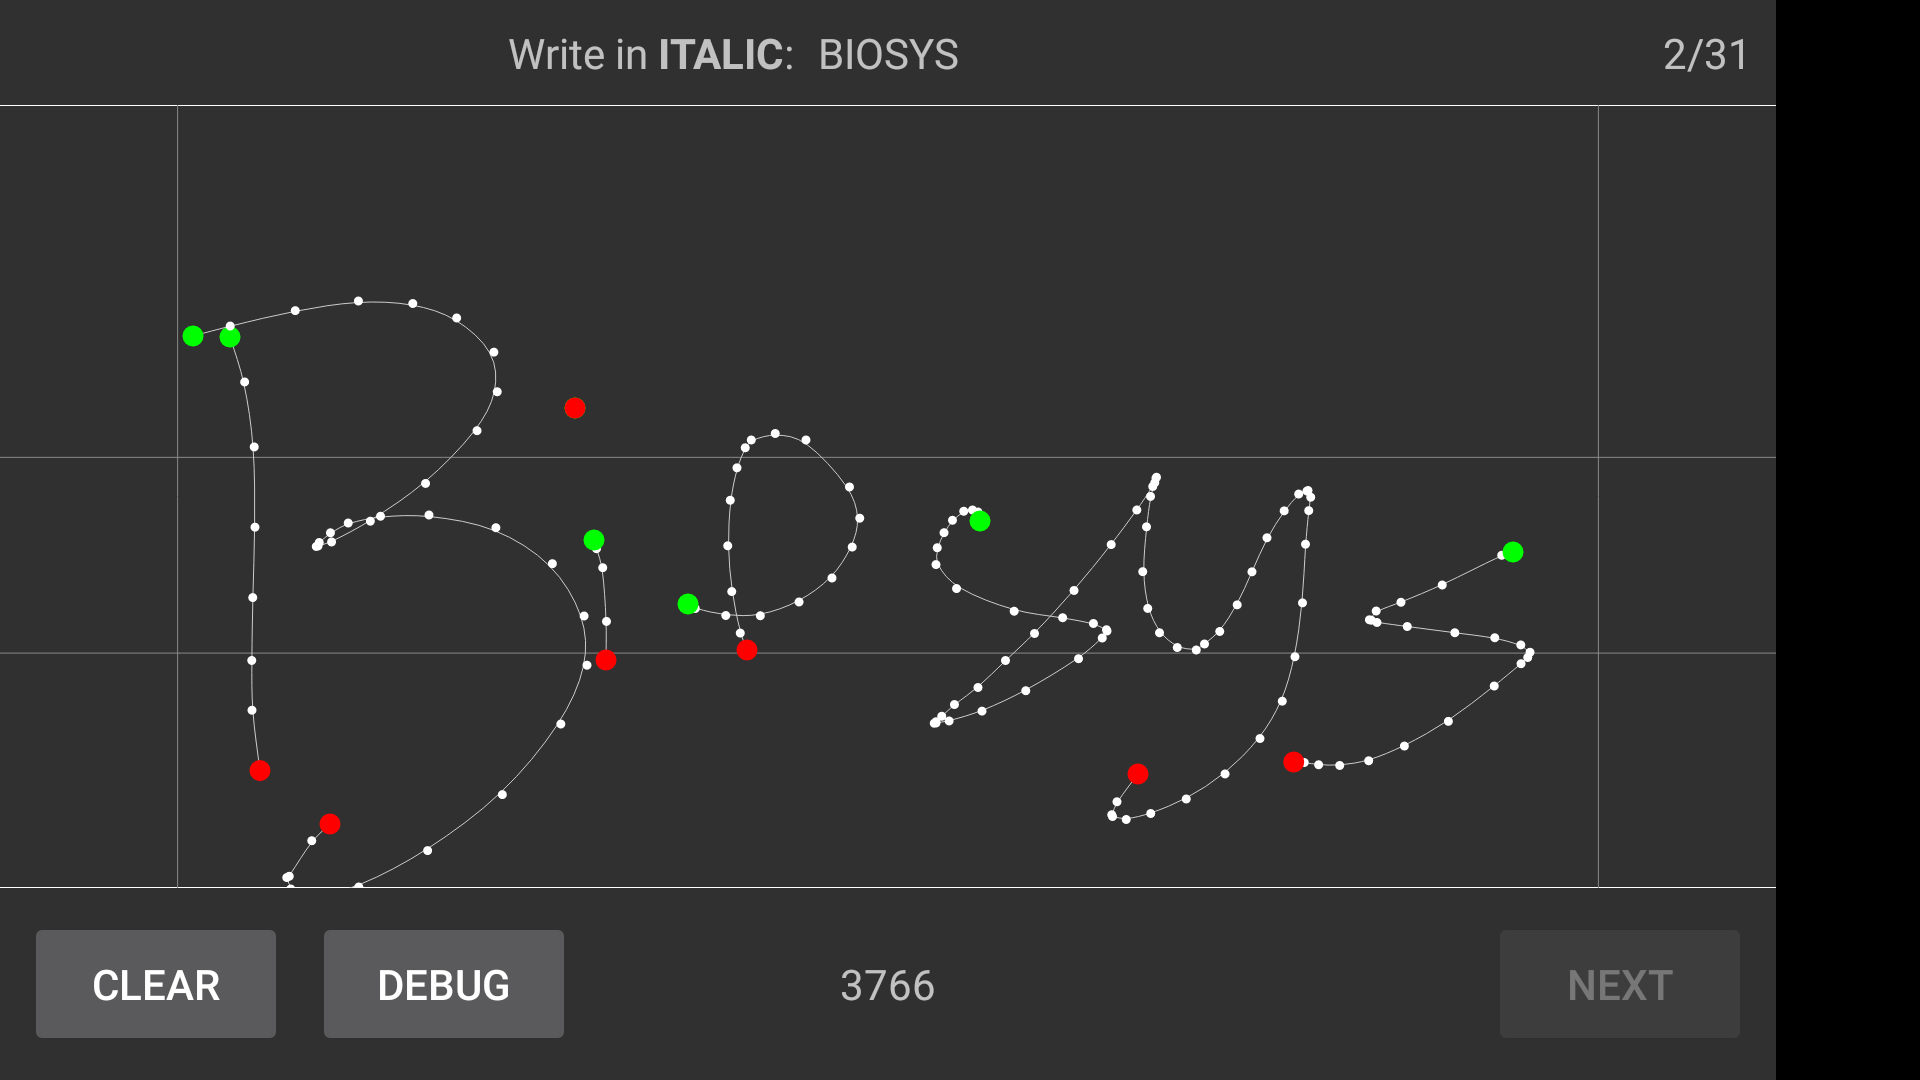 Write in ITALIC: BIOSYS
2/31
Biosys
CLEAR
DEBUG
3766
NEXT